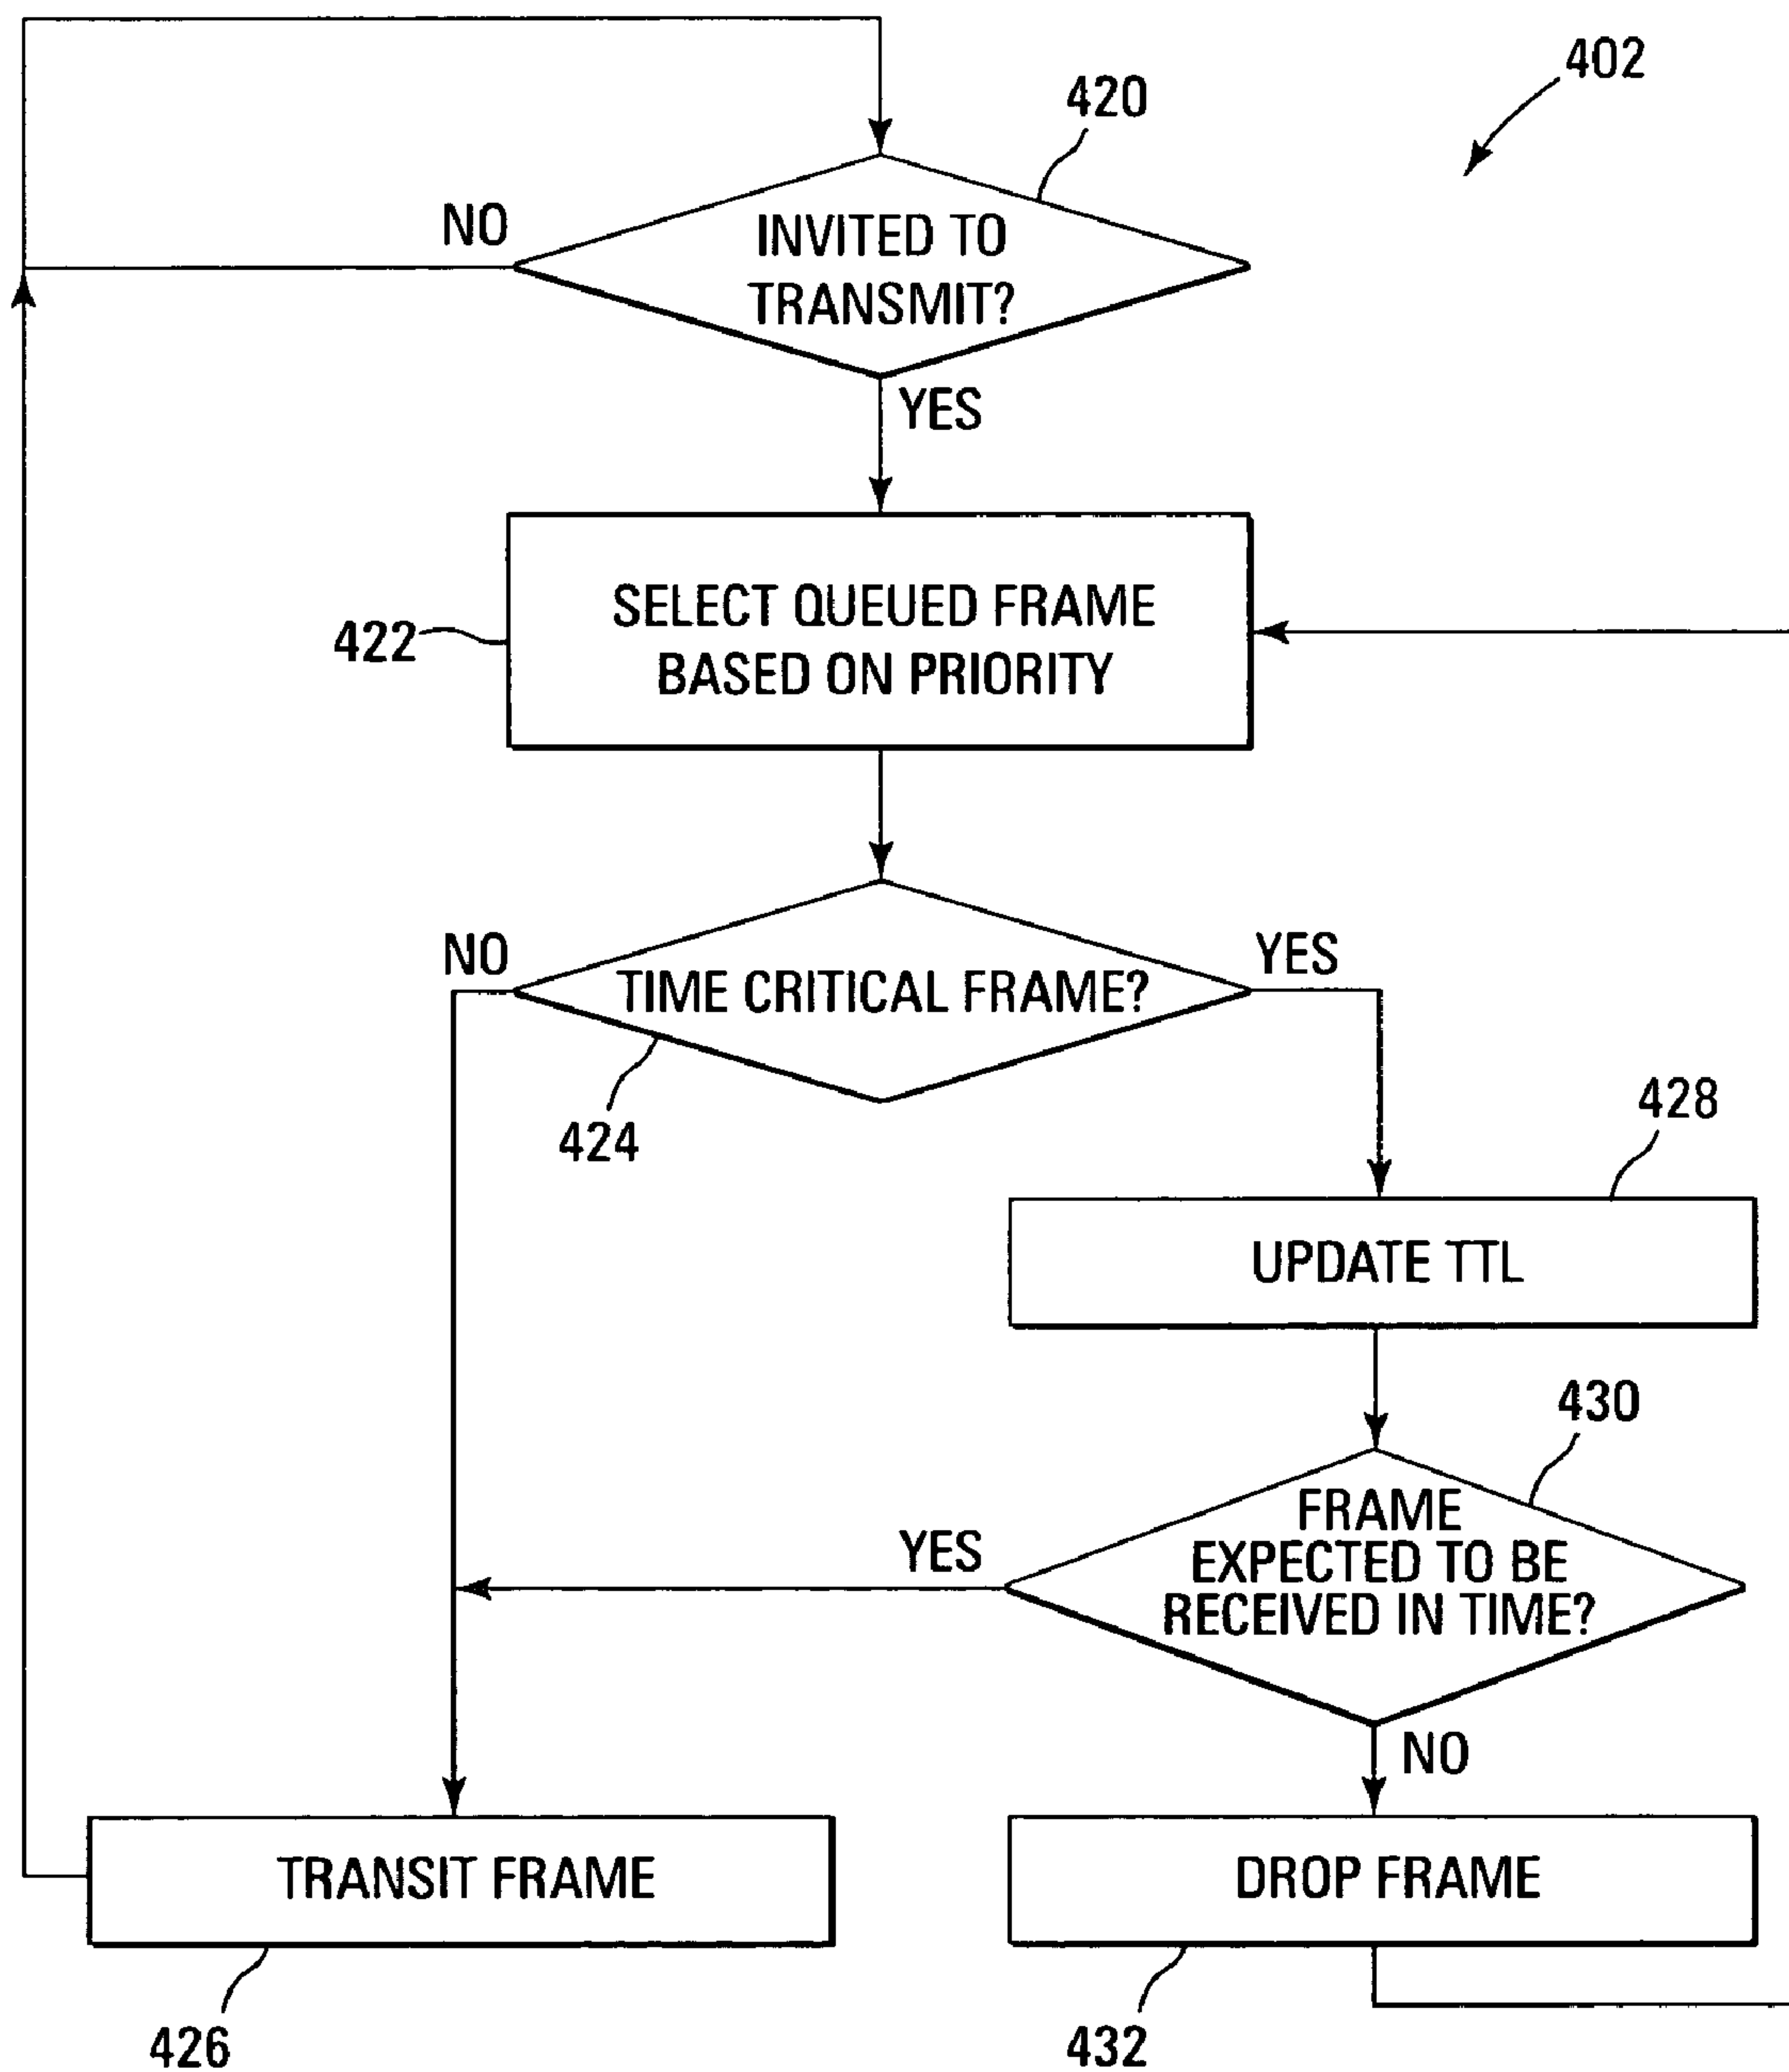 402
420
NO
INVITED TO
TRANSMIT?
YES
422
SELECT QUEUED FRAME
BASED ON PRIORITY
NO
TIME CRITICAL FRAME?
YES
424
428
UPDATE TTL
430
YES
FRAME
EXPECTED TO BE
RECEIVED IN TIME?
NO
TRANSIT FRAME
DROP FRAME
426
432